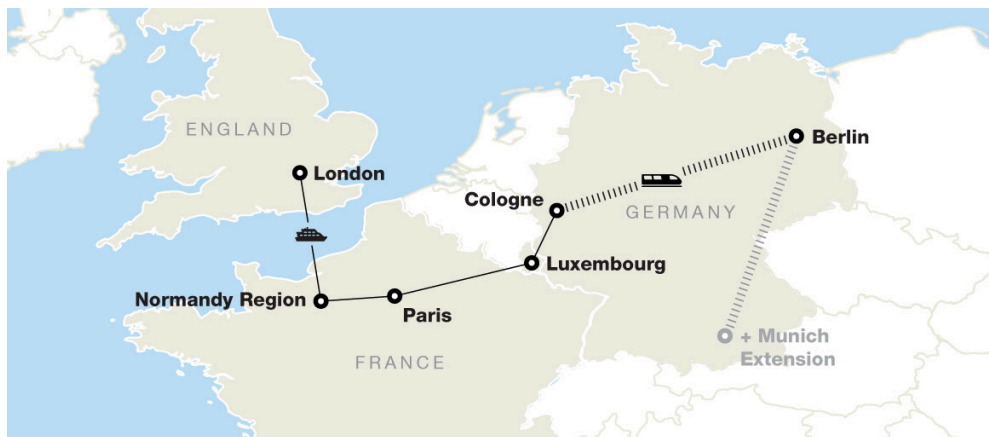 ENGLAND
London
Berlin
Cologne
GERMANY
Luxembourg
Normandy Region
Paris
+ Munich
Extension
FRANCE